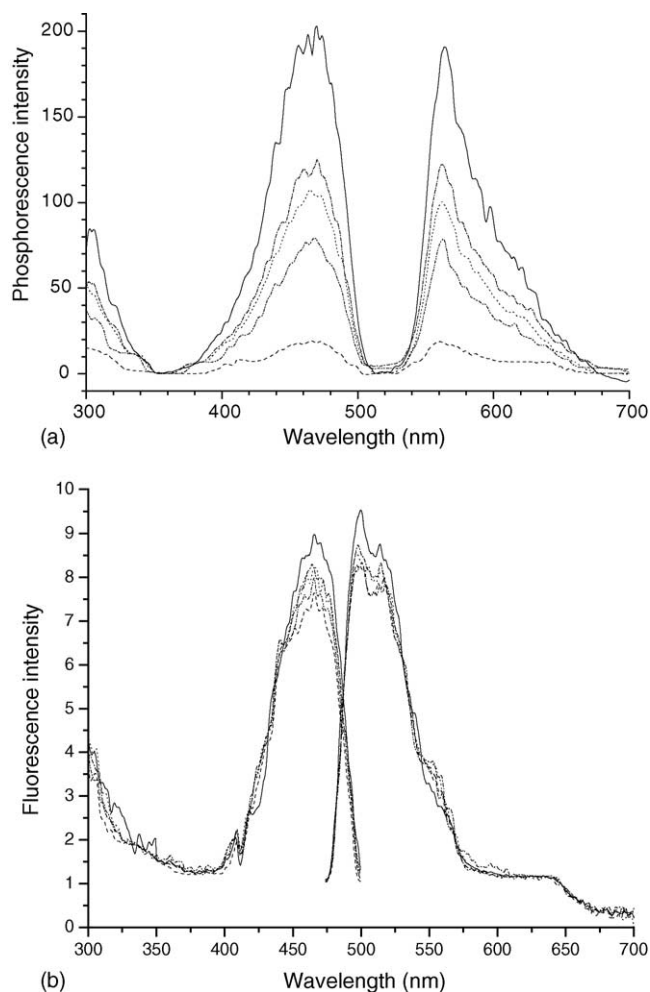 200
150
100
50
0
Phosphorescence intensity
300 400 500 600 700
Wavelength (nm)
(a)
10
9
8
7
6
5
4
3
2
1
0
Fluorescence intensity
300 350 400 450 500 550 600 650 700
Wavelength (nm)
(b)